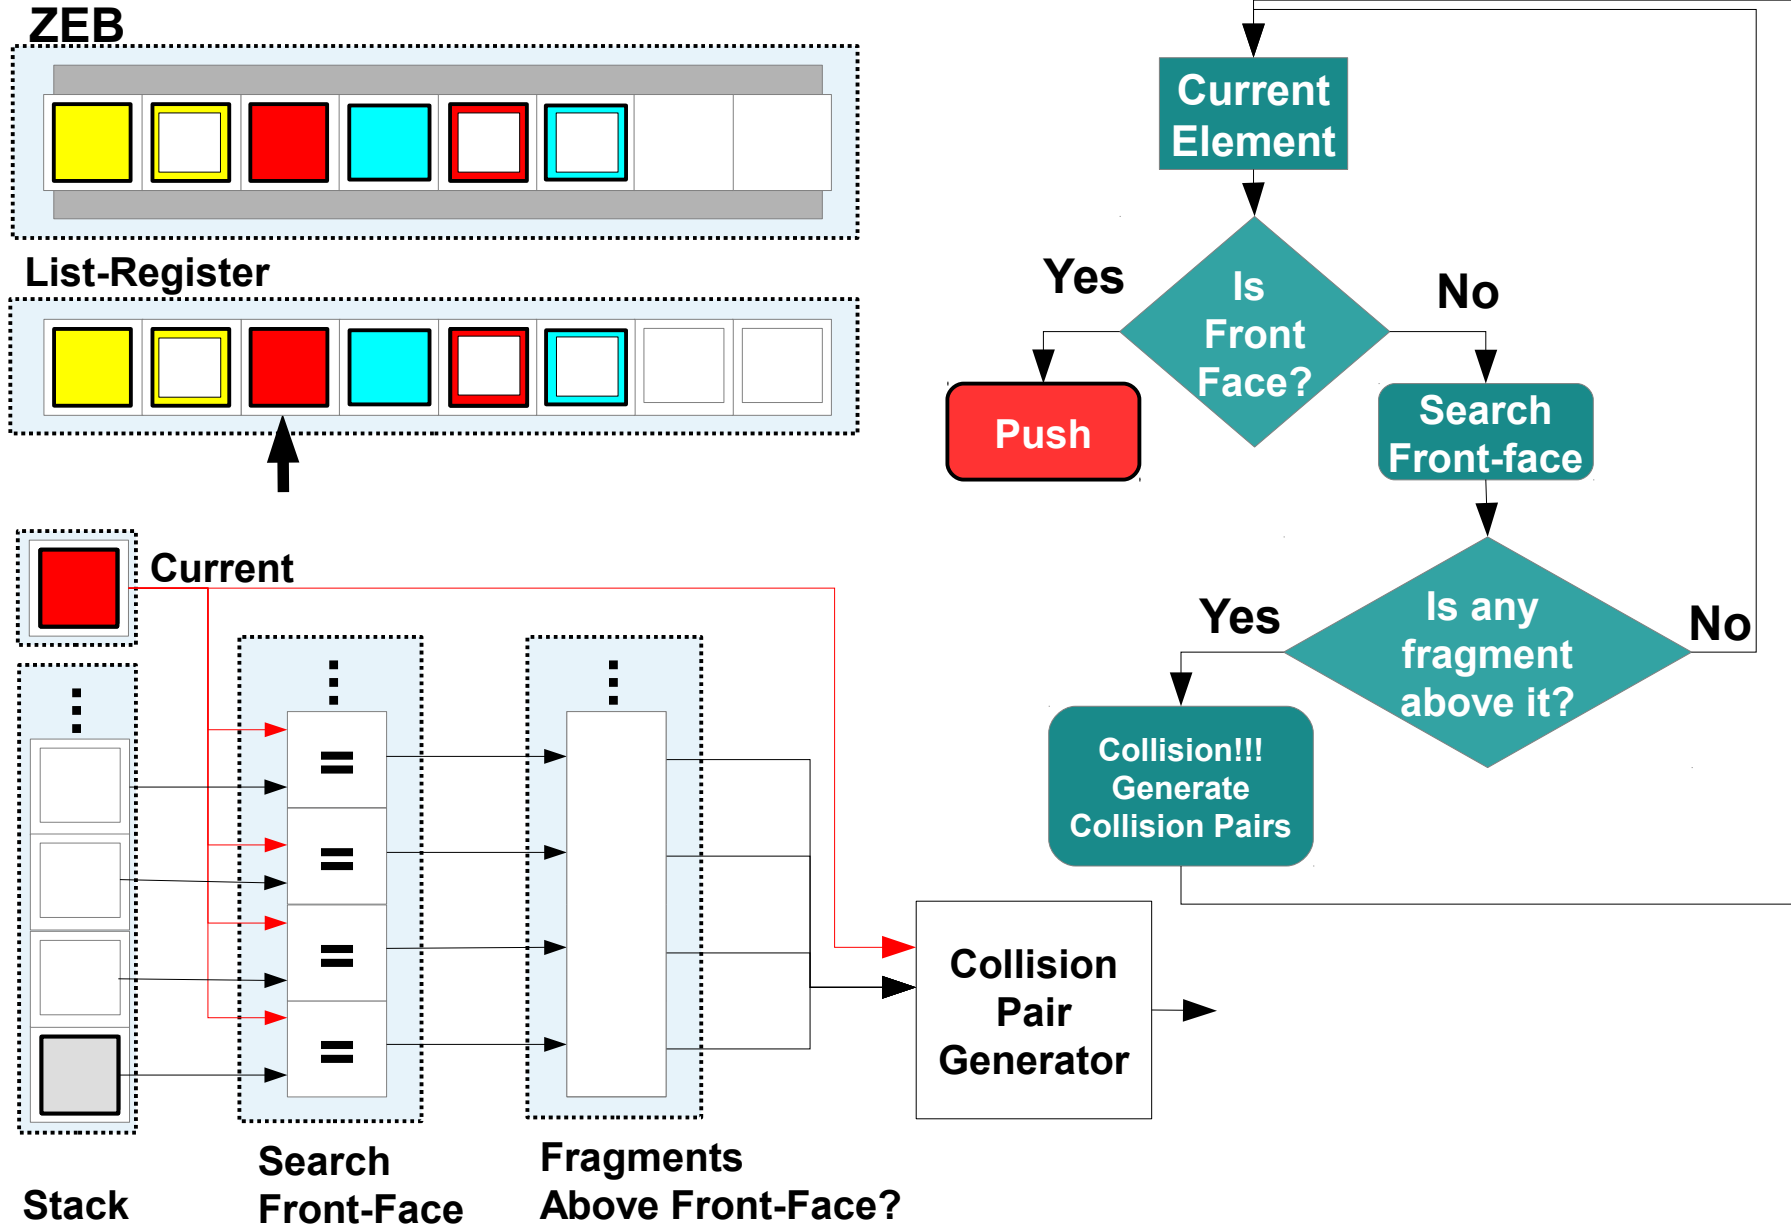 ZEB
List-Register
Current
Stack
Search
Front-Face
Fragments
Above Front-Face?
=
=
=
=
Collision
Pair
Generator
Current
Element
Is
Front
Face?
Yes
No
Push
Search
Front-face
Is any
fragment
above it?
Yes
No
Collision!!!
Generate
Collision Pairs